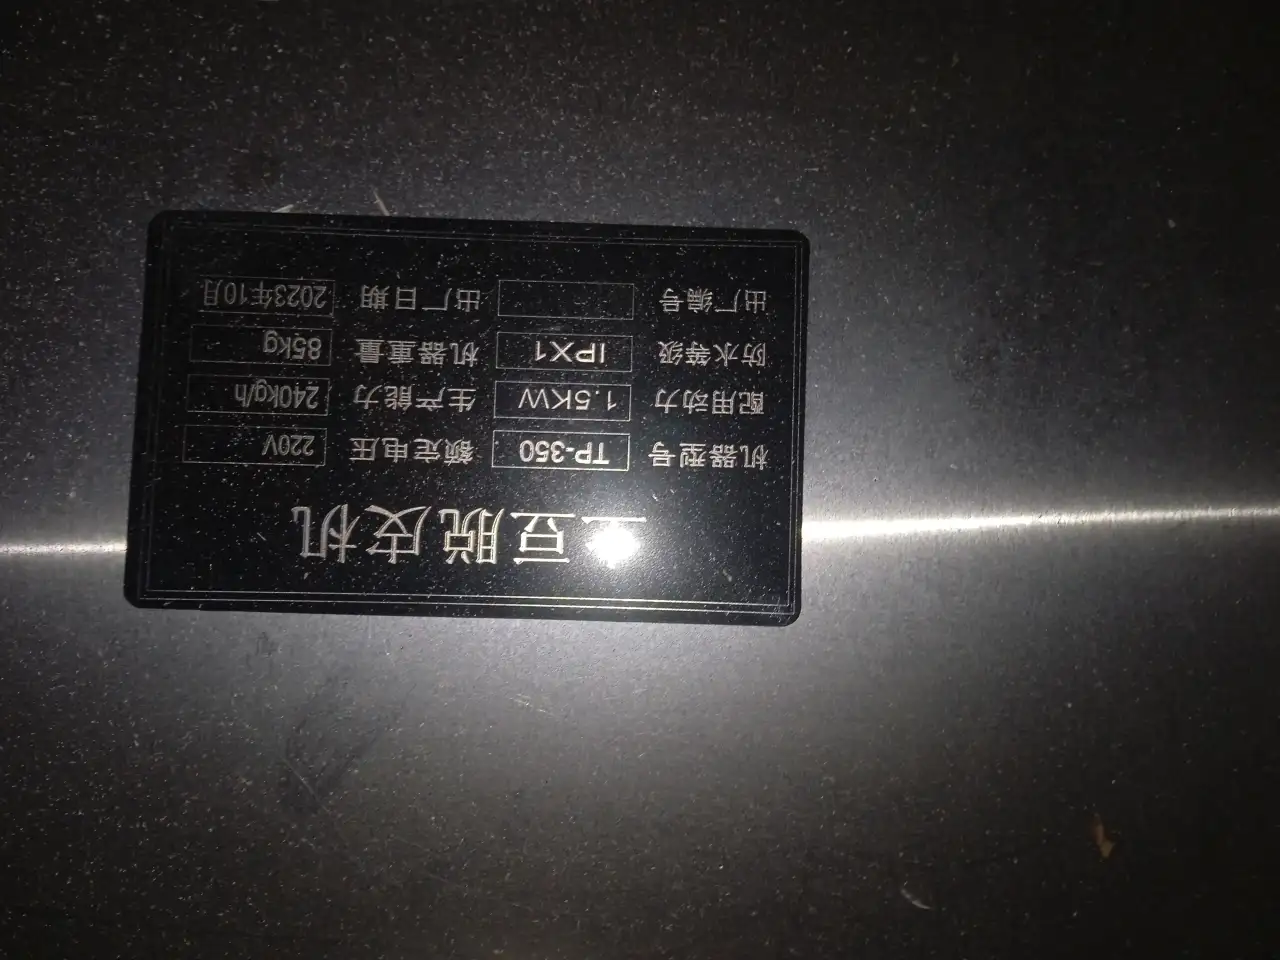 土豆脱皮机
机器型号 TP-350 额定电压 220V
配用动力 1.5KW 生产能力 240kg/h
防水等级 IPX1 机器重量 85kg
出厂编号 出厂日期 2023年10月